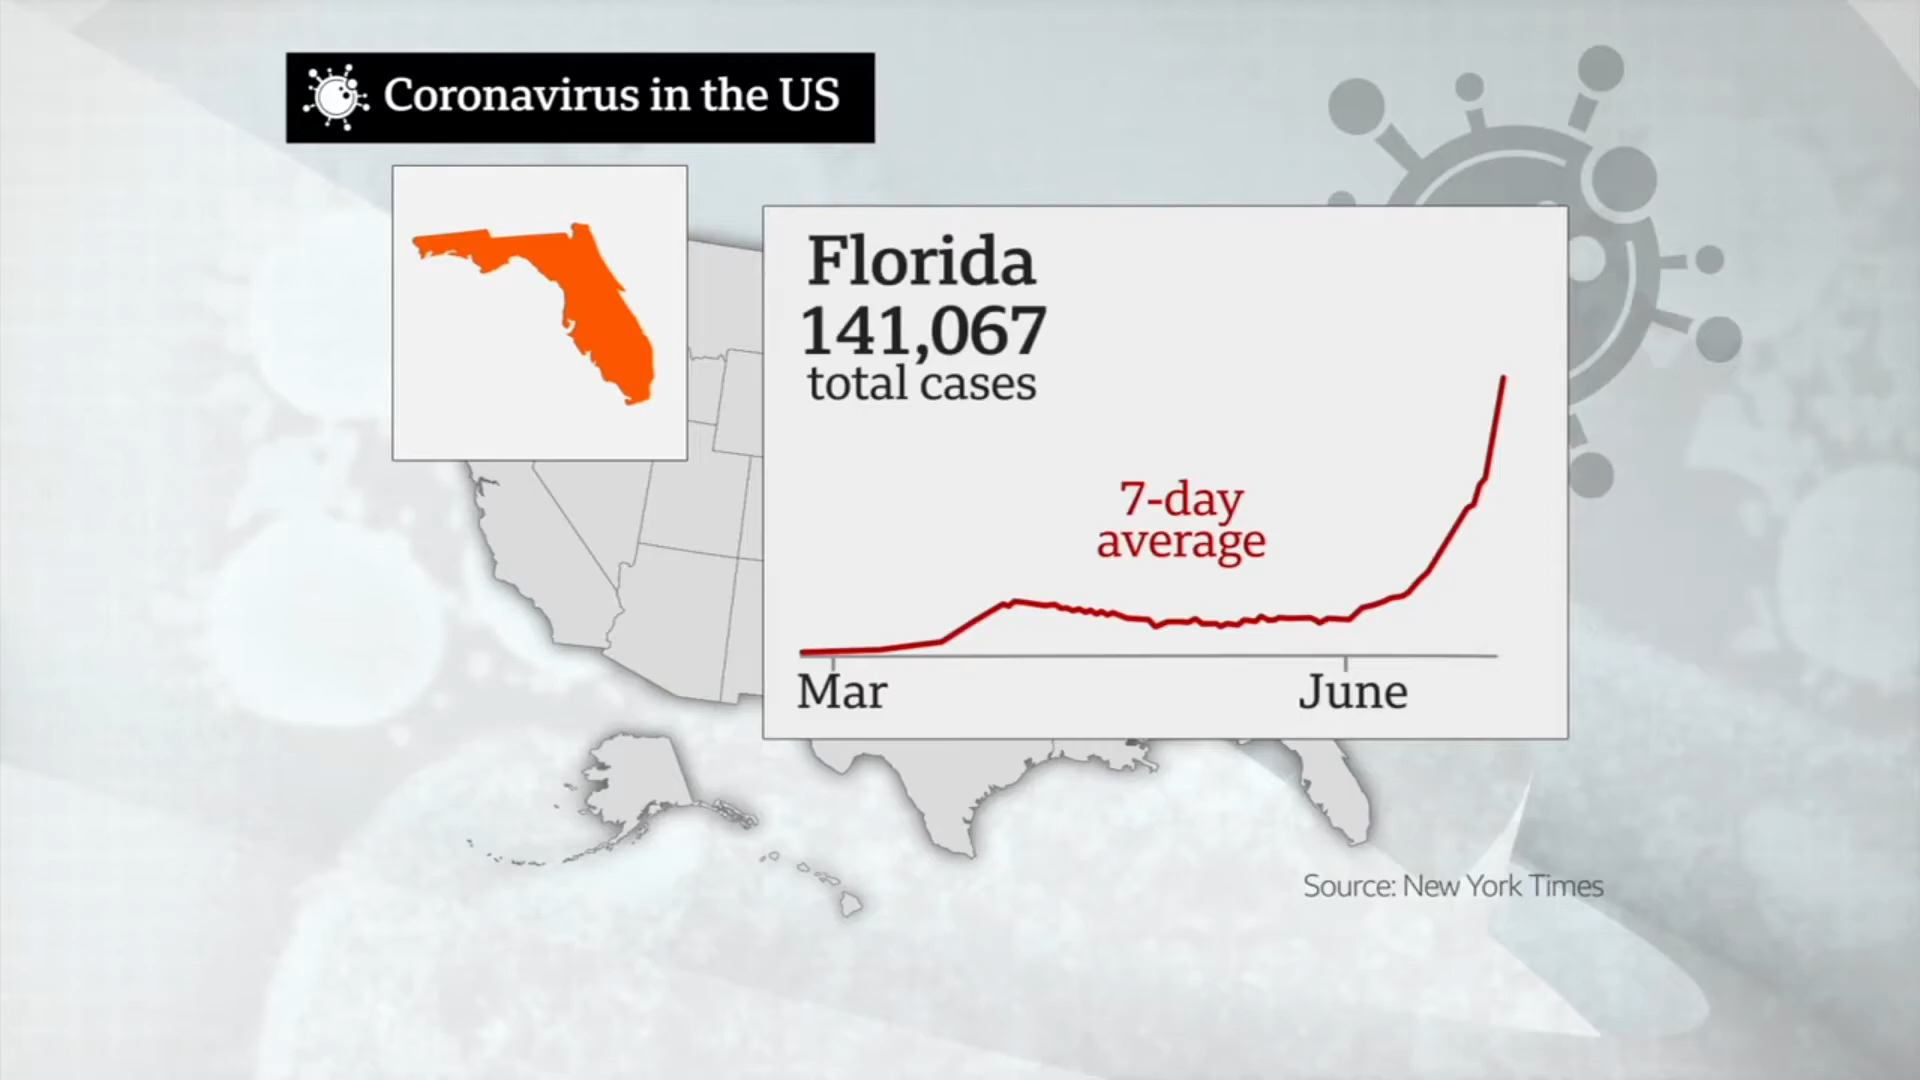 Coronavirus in the US
Florida
141,067
total cases
7-day
average
Mar
June
Source: New York Times